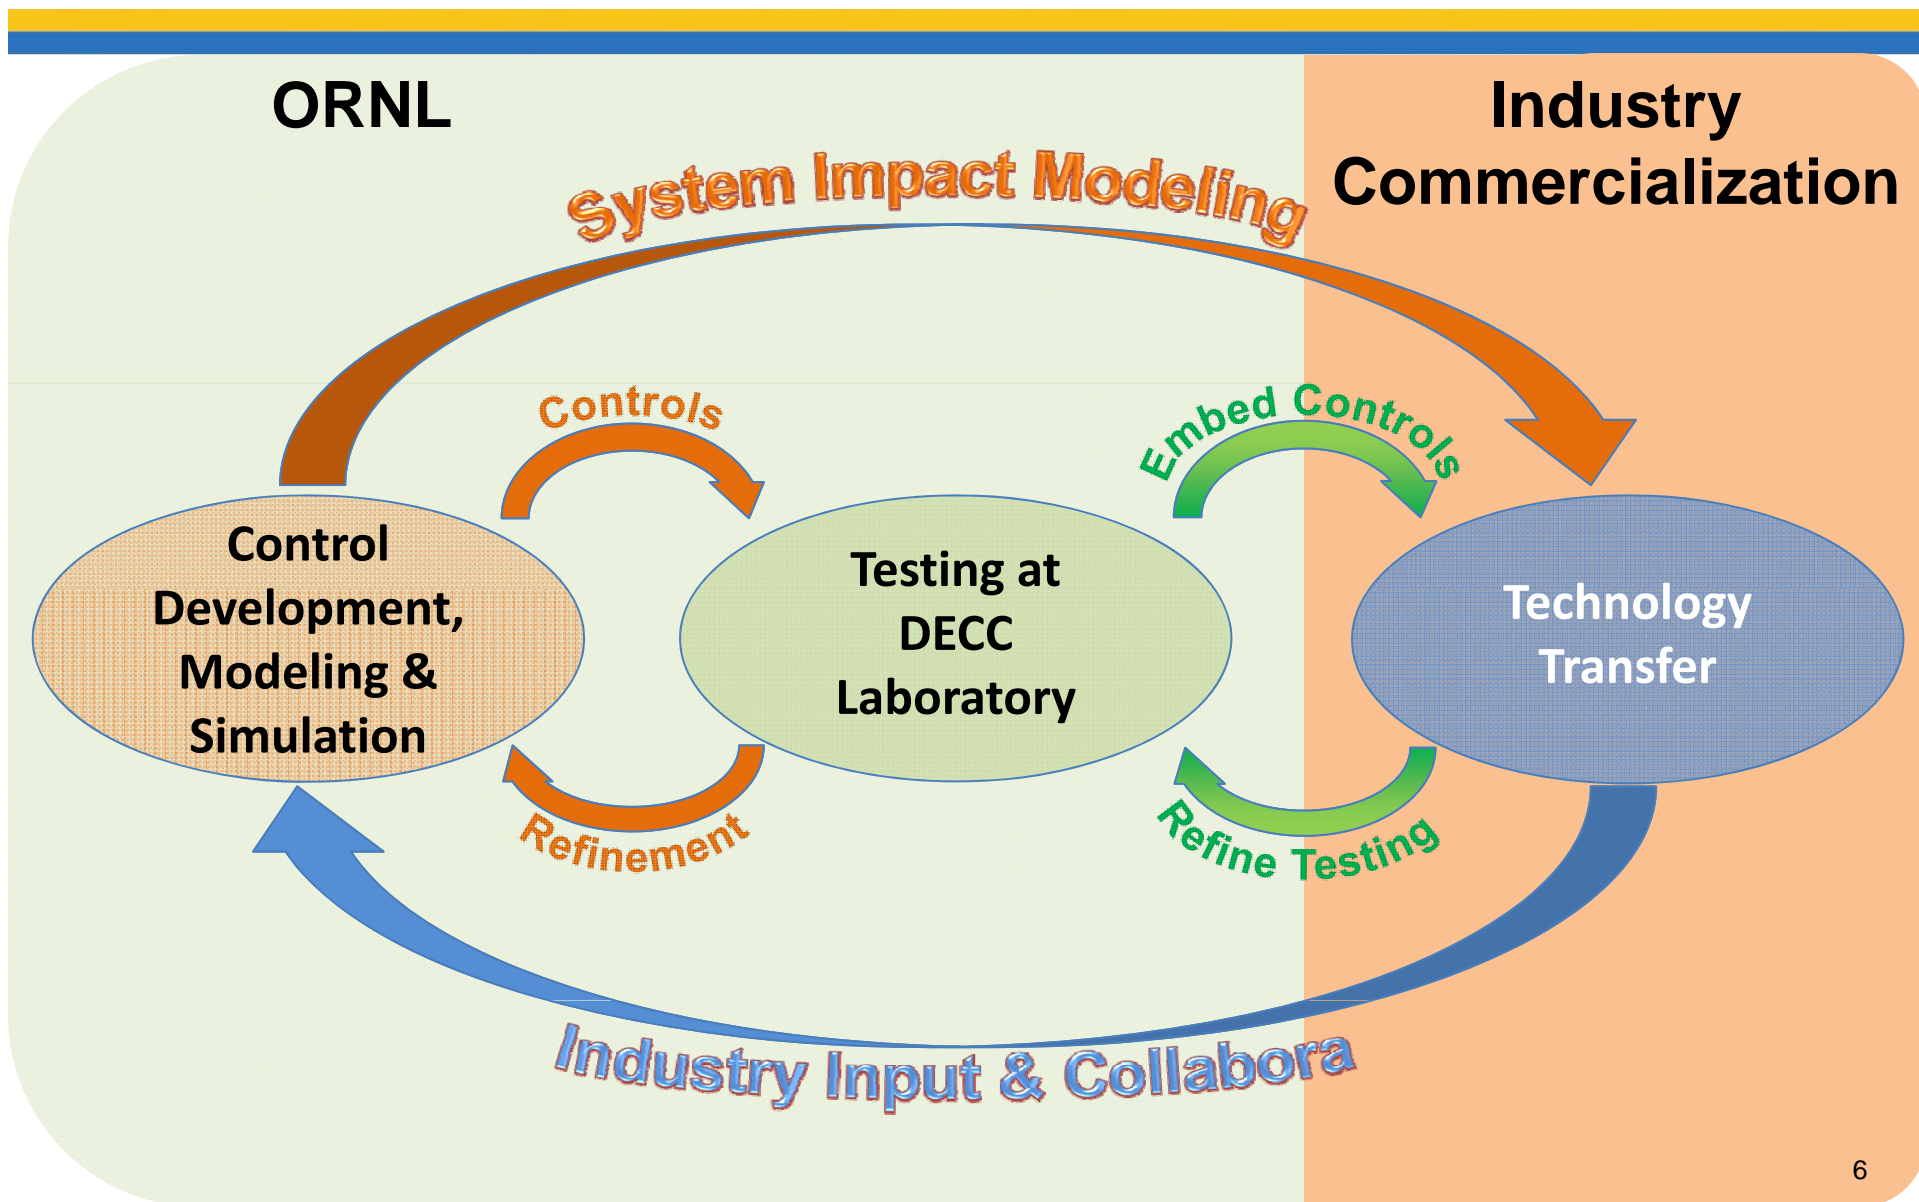 ORNL
Industry
Commercialization
System Impact Modeling
Controls
Embed Controls
Control
Development,
Modeling &
Simulation
Testing at
DECC
Laboratory
Technology
Transfer
Refinement
Refine Testing
Industry Input & Collabora
6